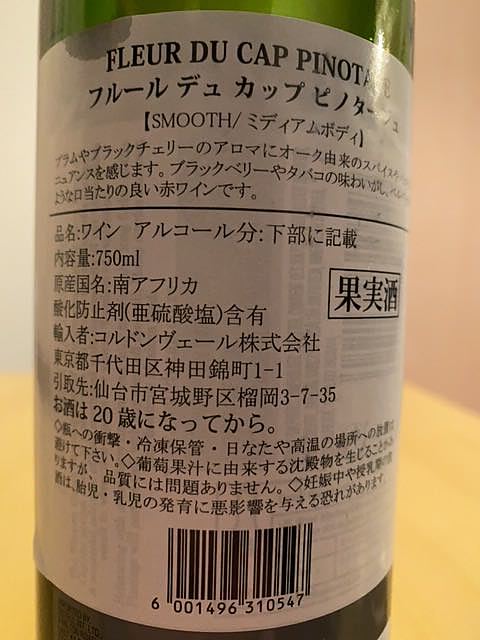 FLEUR DU CAP
フルール デュ カップ ピノタージュ
【SMOOTH/ ミディアムボディ】
プラムやブラックチェリーのアロマにオーク由来のスパイス
ニュアンスを感じます。ブラックベリーやタバコの味わいがし、
ような口当たりの良い赤ワインです。
品名:ワイン アルコール分:下部に記載
内容量:750ml
原産国名:南アフリカ
果実酒
酸化防止剤(亜硫酸塩)含有
輸入者:コルドンヴェール株式会社
東京都千代田区神田錦町1-1
引取先:仙台市宮城野区榴岡3-7-35
お酒は20歳になってから。
◇瓶への衝撃・冷凍保管・日なたや高温の場所への放置は
避けて下さい。◇葡萄果汁に由来する沈殿物を生じることがあ
りますが、品質には問題ありません。◇妊娠中や授乳期の飲
酒は、胎児・乳児の発育に悪影響を与える恐れがあります
6 001496 310547